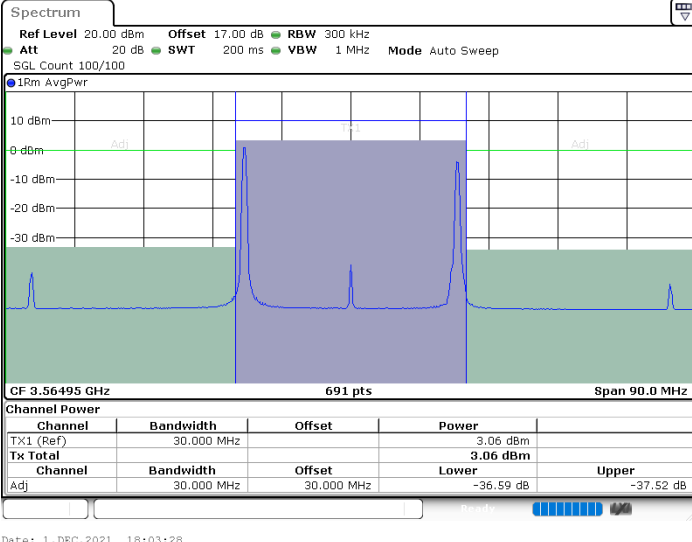 Spectrum
Ref Level 20.00 dBm Offset 17.00 dB RBW 300 kHz
Att 20 dB SWT 200 ms VBW 1 MHz Mode Auto Sweep
SGL Count 100/100
1Rm AvgPwr
10 dBm
TX1
Adj
Adj
0 dBm
-10 dBm
-20 dBm
-30 dBm
CF 3.56495 GHz 691 pts Span 90.0 MHz
Channel Power
Channel Bandwidth Offset Power
TX1 (Ref) 30.000 MHz 3.06 dBm
Tx Total 3.06 dBm
Channel Bandwidth Offset Lower Upper
Adj 30.000 MHz 30.000 MHz -36.59 dB -37.52 dB
Ready
Date: 1.DEC.2021 18:03:28